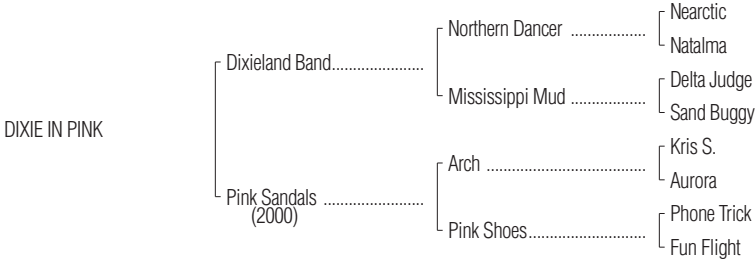 Nearctic
Northern Dancer ..................
Natalma
Dixieland Band......................
Delta Judge
Mississippi Mud ..................
Sand Buggy
DIXIE IN PINK
Kris S.
Arch ......................................
Aurora
Pink Sandals ........................
(2000)
Phone Trick
Pink Shoes............................
Fun Flight